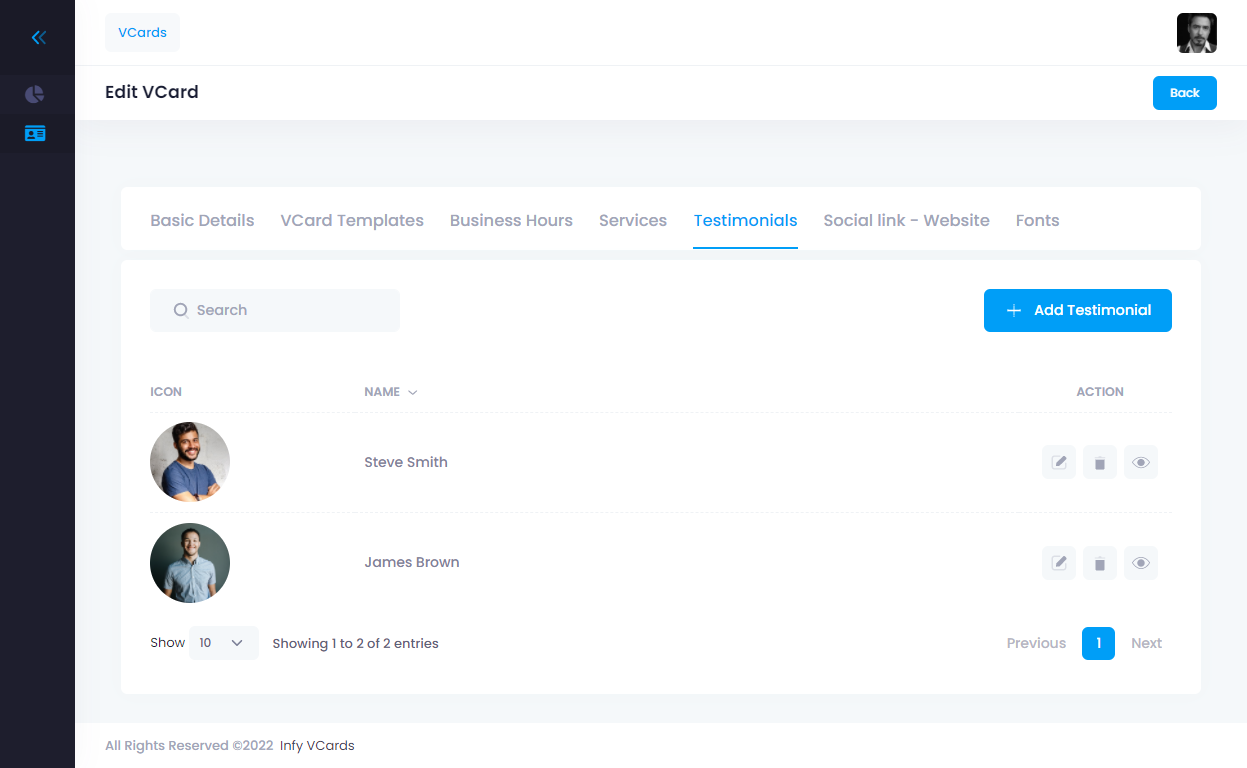 VCards
Edit VCard
Back
Basic Details VCard Templates Business Hours Services Testimonials Social link - Website Fonts
Search
Add Testimonial
ICON NAME ACTION
Steve Smith
James Brown
Show 10 Showing 1 to 2 of 2 entries Previous 1 Next
All Rights Reserved ©2022 Infy VCards